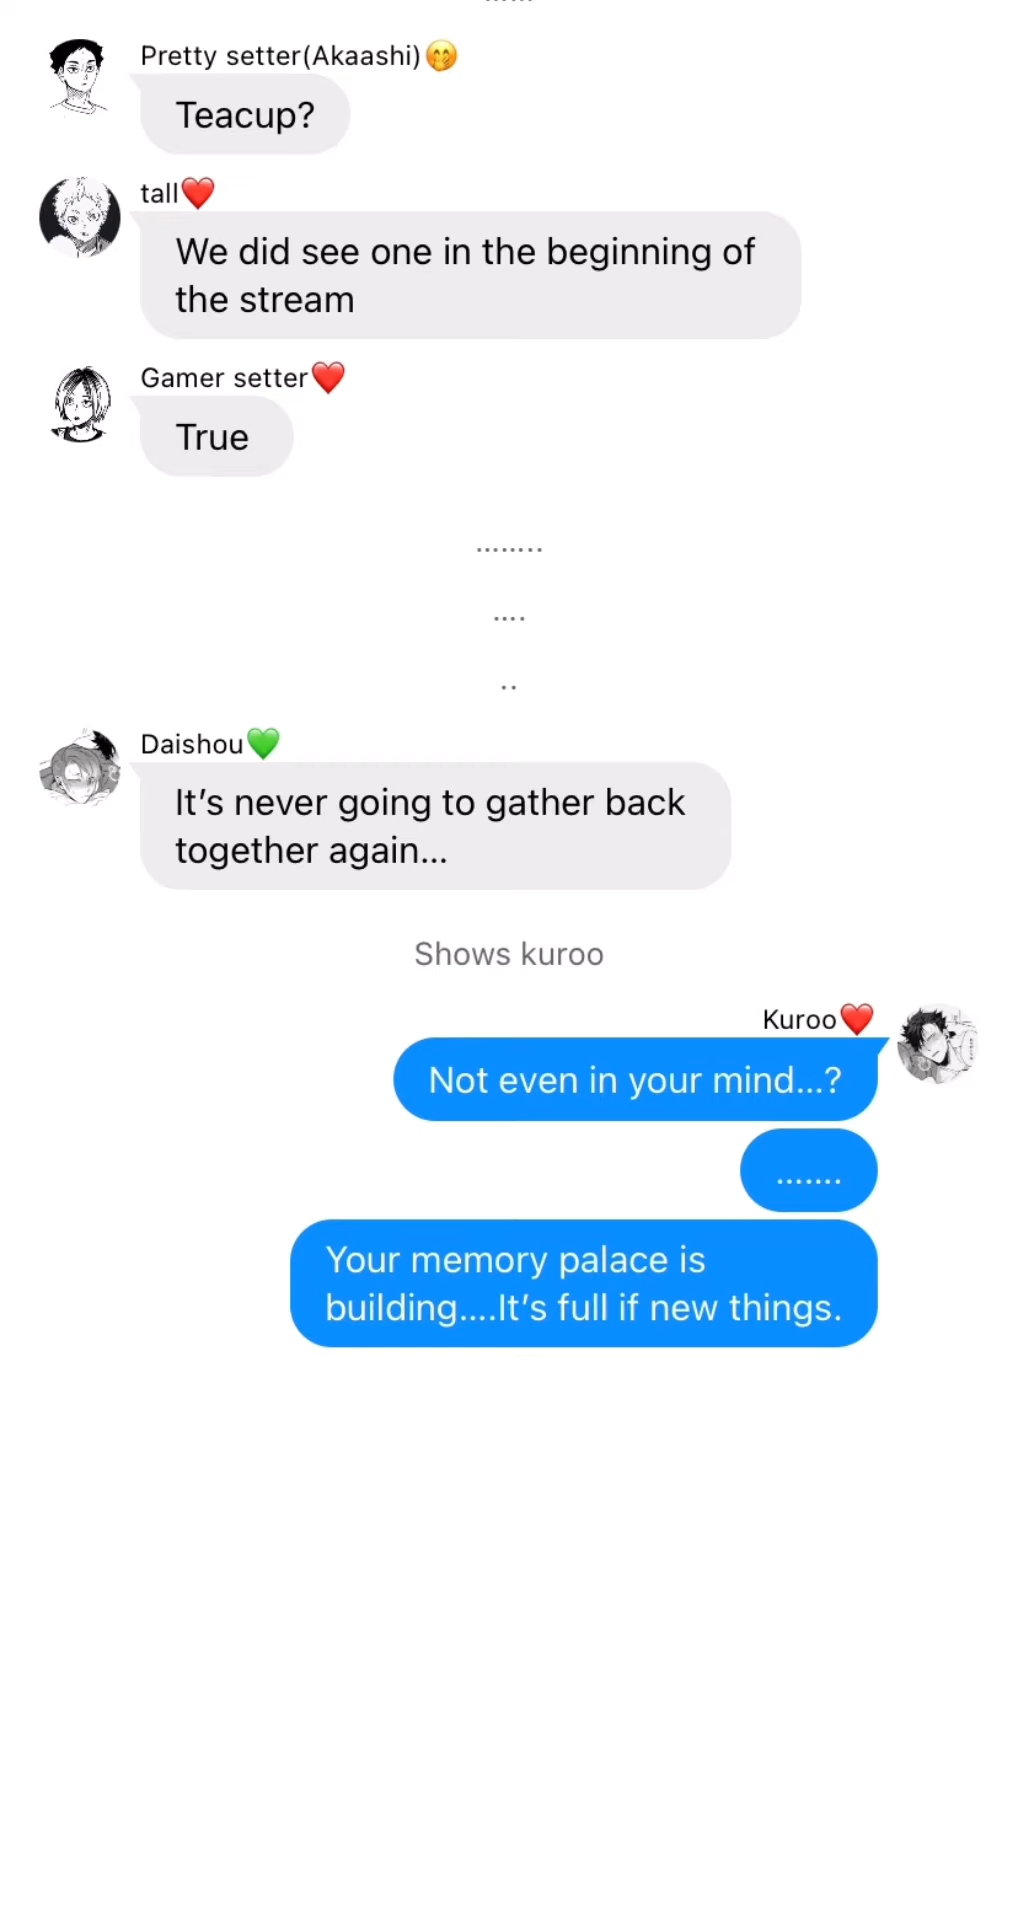 ......
Pretty setter(Akaashi)🤭
Teacup?
tall❤️
We did see one in the beginning of
the stream
Gamer setter❤️
True
........
....
..
Daishou💚
It’s never going to gather back
together again...
Shows kuroo
Kuroo❤️
Not even in your mind...?
.......
Your memory palace is
building....It’s full if new things.